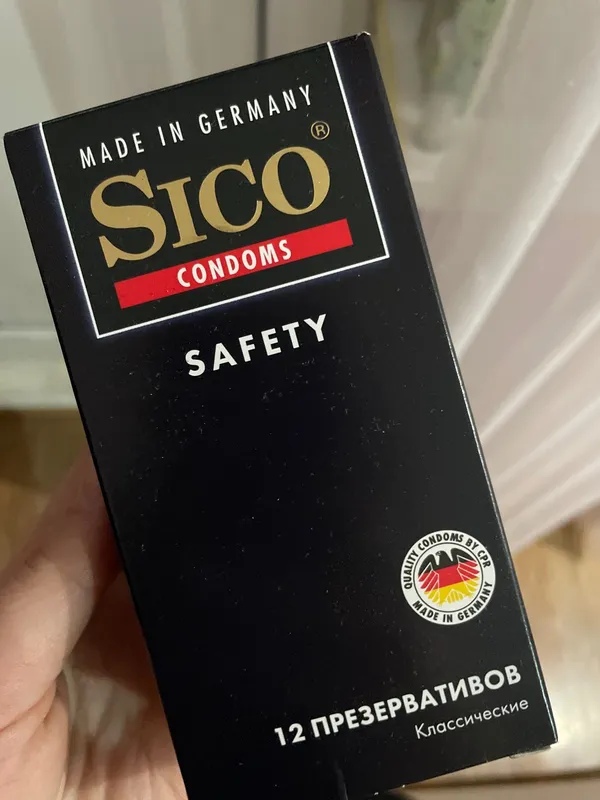 MADE IN GERMANY
SICO®
CONDOMS
SAFETY
QUALITY CONDOMS BY CPR
MADE IN GERMANY
12 ПРЕЗЕРВАТИВОВ
Классические